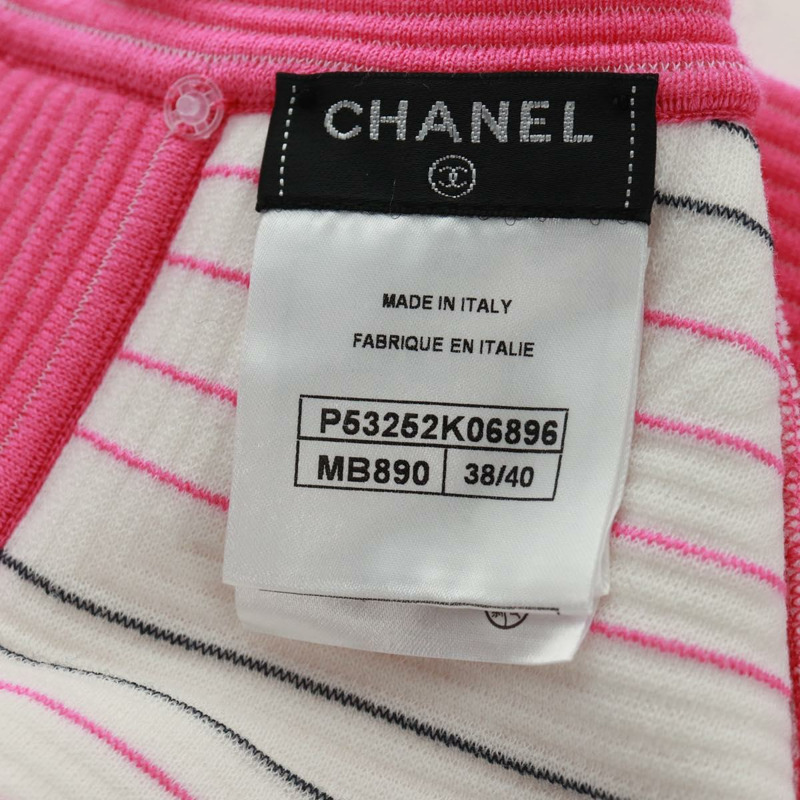 CHANEL
MADE IN ITALY
FABRIQUE EN ITALIE
P53252K06896
MB890 38/40